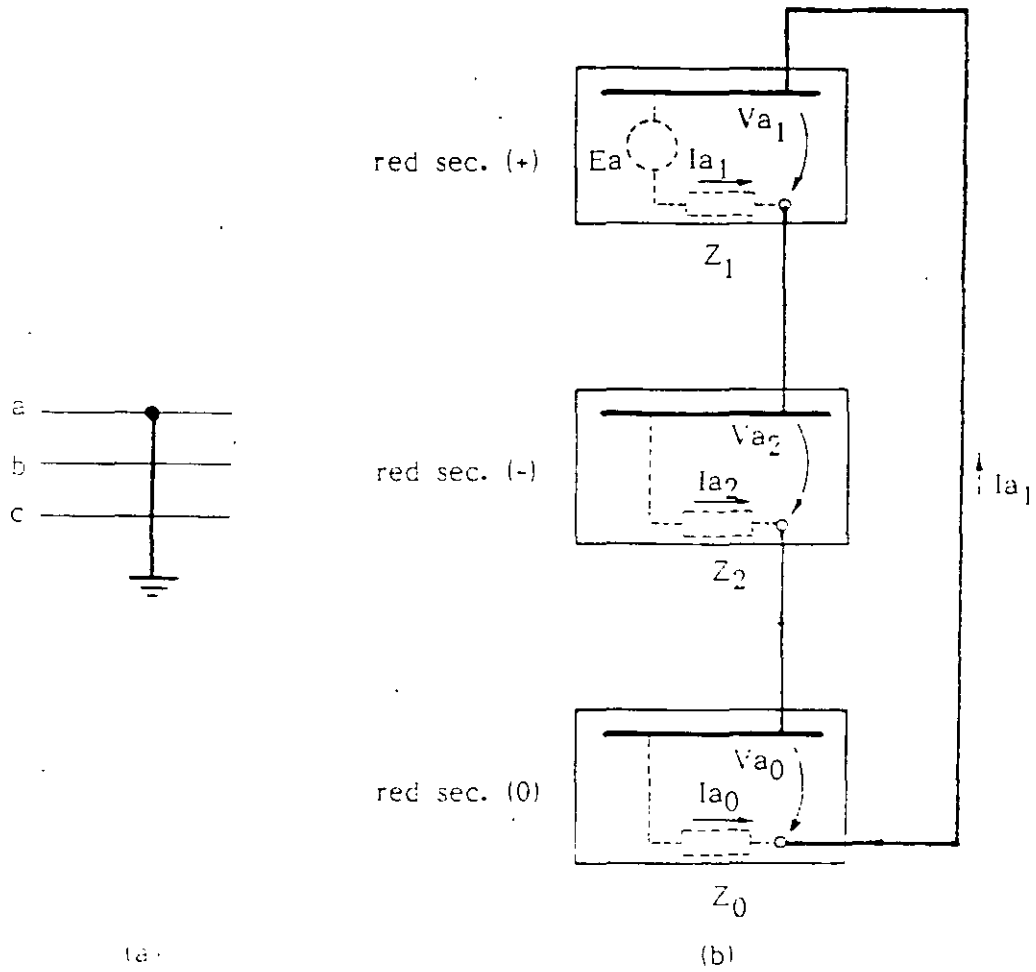 Va1
Ea
Ia1
red sec. (+)
Z1
a
b
c
Va2
Ia2
red sec. (-)
Z2
Ia1
Va0
Ia0
red sec. (0)
Z0
(a)
(b)